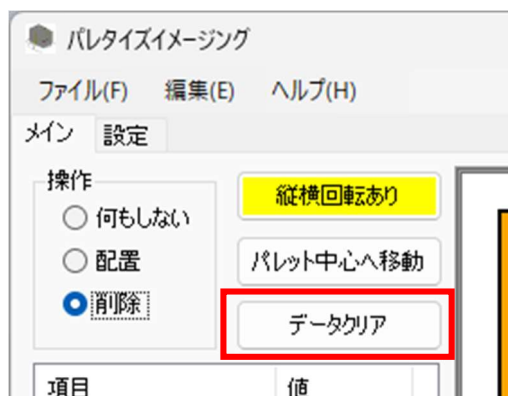 パレタイズイメージング
ファイル(F) 編集(E) ヘルプ(H)
メイン 設定
操作
何もしない
配置
削除
縦横回転あり
パレット中心へ移動
データクリア
項目 値